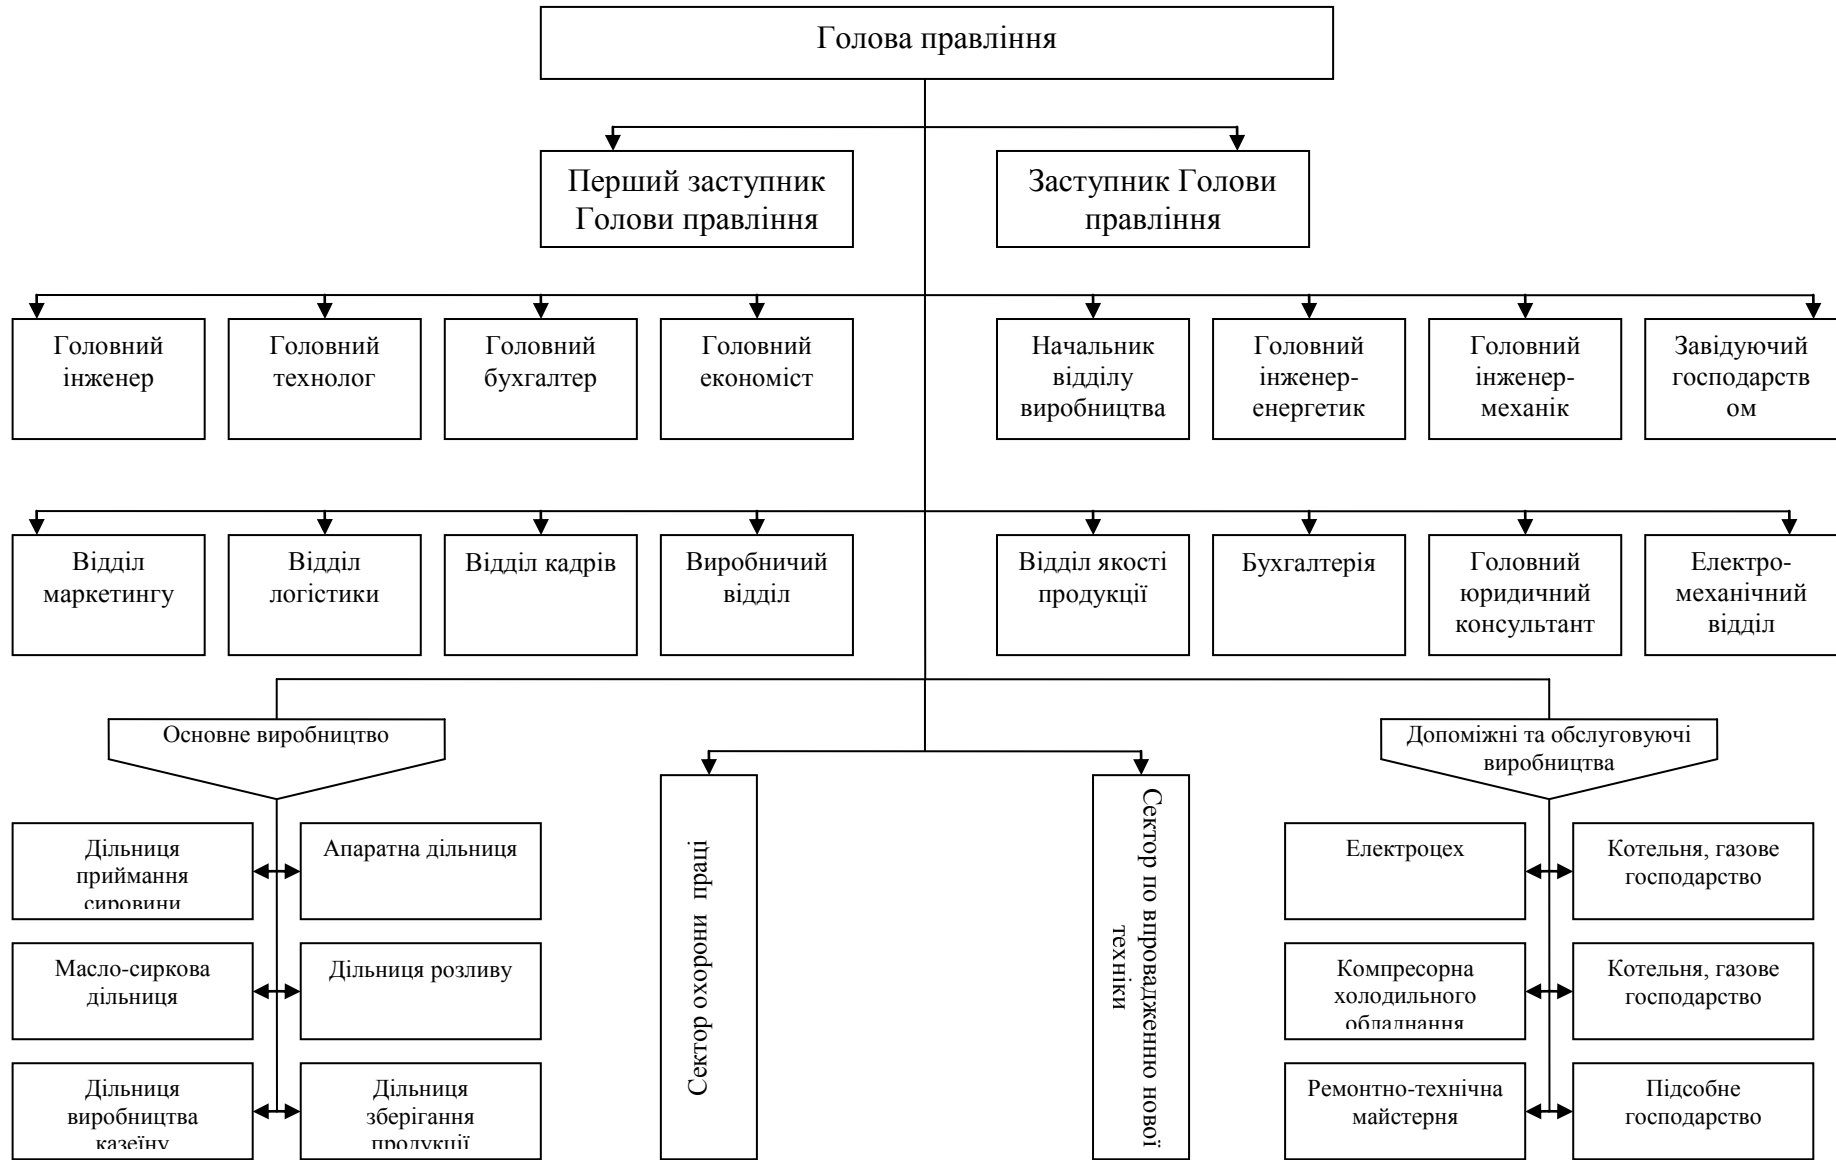 Голова правління
Перший заступник
Голови правління
Заступник Голови
правління
Головний
інженер
Головний
технолог
Головний
бухгалтер
Головний
економіст
Начальник
відділу
виробництва
Головний
інженер-
енергетик
Головний
інженер-
механік
Завідуючий
господарств
ом
Відділ
маркетингу
Відділ
логістики
Відділ кадрів
Виробничий
відділ
Відділ якості
продукції
Бухгалтерія
Головний
юридичний
консультант
Електро-
механічний
відділ
Основне виробництво
Допоміжні та обслуговуючі
виробництва
Дільниця
приймання
сировини
Апаратна дільниця
Масло-сиркова
дільниця
Дільниця розливу
Дільниця
виробництва
казеїну
Дільниця
зберігання
продукції
Сектор охорони  праці
Сектор по впровадженню нової
техніки
Електроцех
Котельня, газове
господарство
Компресорна
холодильного
обладнання
Котельня, газове
господарство
Ремонтно-технічна
майстерня
Підсобне
господарство